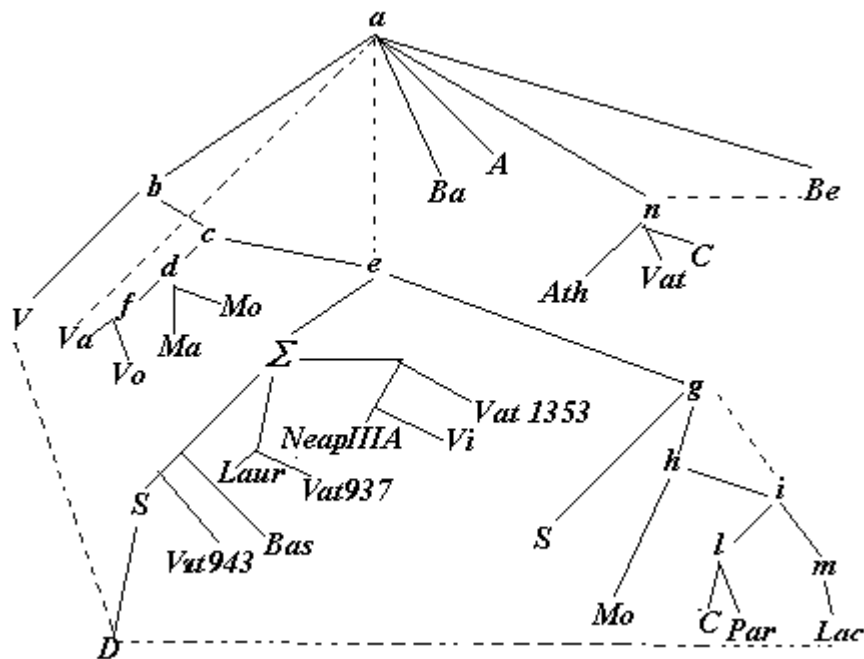 a
A
Ba
b
Be
n
c
C
e
d
Vat
Ath
Mo
V
f
Va
Ma
Σ
Vo
g
Vat 1353
NeapIIIA
Vi
h
Laur
Vat937
i
S
Bas
S
l
Vat943
m
Mo
C
Par
Lac
D